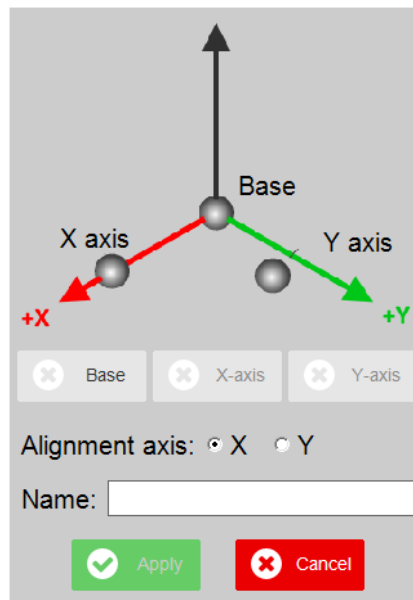 Base
X axis
Y axis
+X
+Y
Base X-axis Y-axis
Alignment axis: X Y
Name:
Apply Cancel